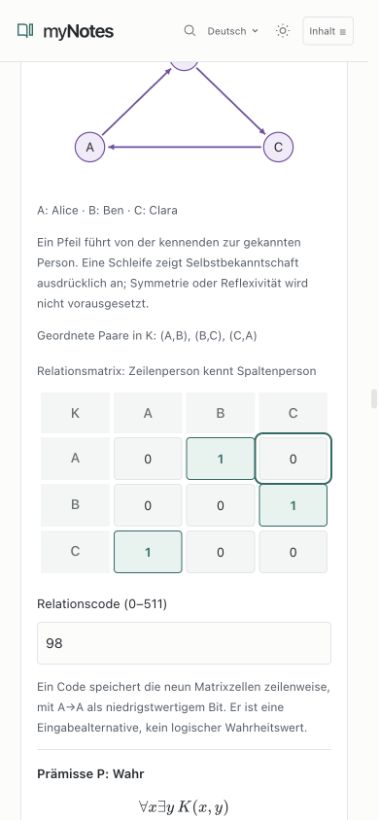 myNotes
Deutsch
Inhalt
A
C
A: Alice · B: Ben · C: Clara
Ein Pfeil führt von der kennenden zur gekannten
Person. Eine Schleife zeigt Selbstbekanntschaft
ausdrücklich an; Symmetrie oder Reflexivität wird
nicht vorausgesetzt.
Geordnete Paare in K: (A,B), (B,C), (C,A)
Relationsmatrix: Zeilenperson kennt Spaltenperson
K A B C
A 0 1 0
B 0 0 1
C 1 0 0
Relationscode (0–511)
98
Ein Code speichert die neun Matrixzellen zeilenweise,
mit A→A als niedrigstwertigem Bit. Er ist eine
Eingabealternative, kein logischer Wahrheitswert.
Prämisse P: Wahr
∀x∃y K(x, y)